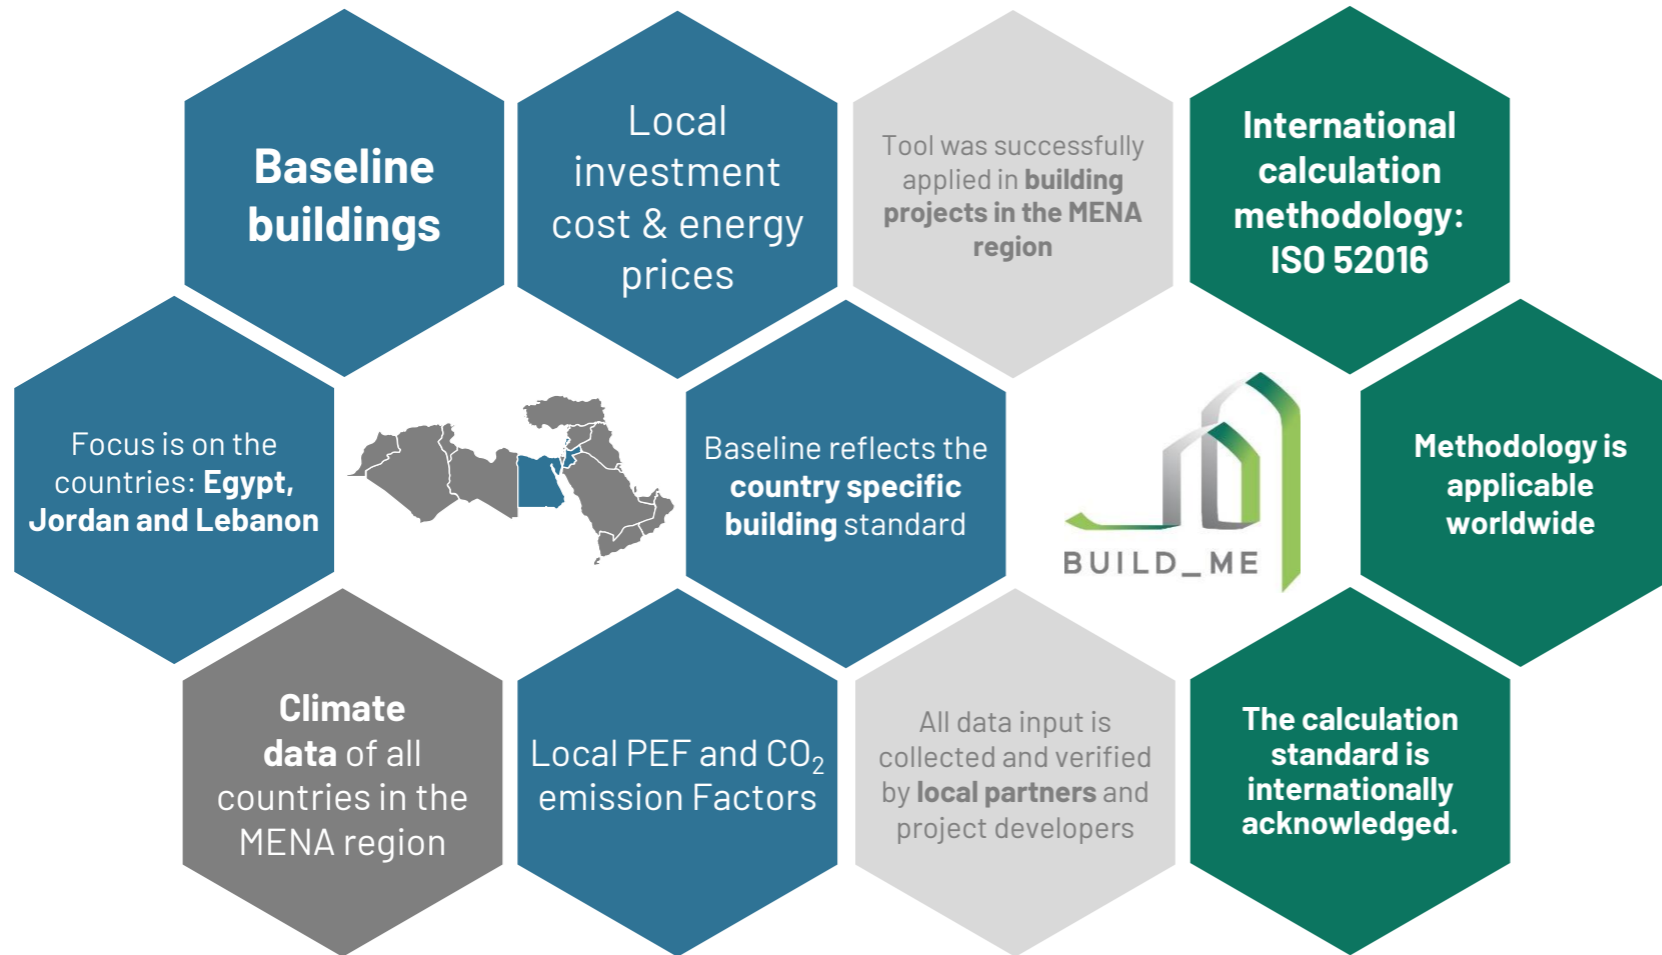 Baseline
buildings
Local
investment
cost & energy
prices
Tool was successfully
applied in building
projects in the MENA
region
International
calculation
methodology:
ISO 52016
Focus is on the
countries: Egypt,
Jordan and Lebanon
Baseline reflects the
country specific
building standard
BUILD_ME
Methodology is
applicable
worldwide
Climate
data of all
countries in the
MENA region
Local PEF and CO₂
emission Factors
All data input is
collected and verified
by local partners and
project developers
The calculation
standard is
internationally
acknowledged.